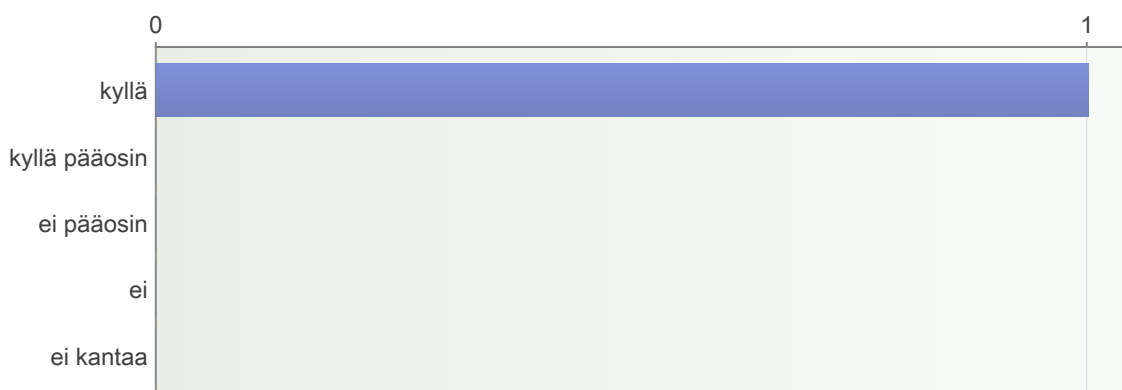 0 1
kyllä
kyllä pääosin
ei pääosin
ei
ei kantaa